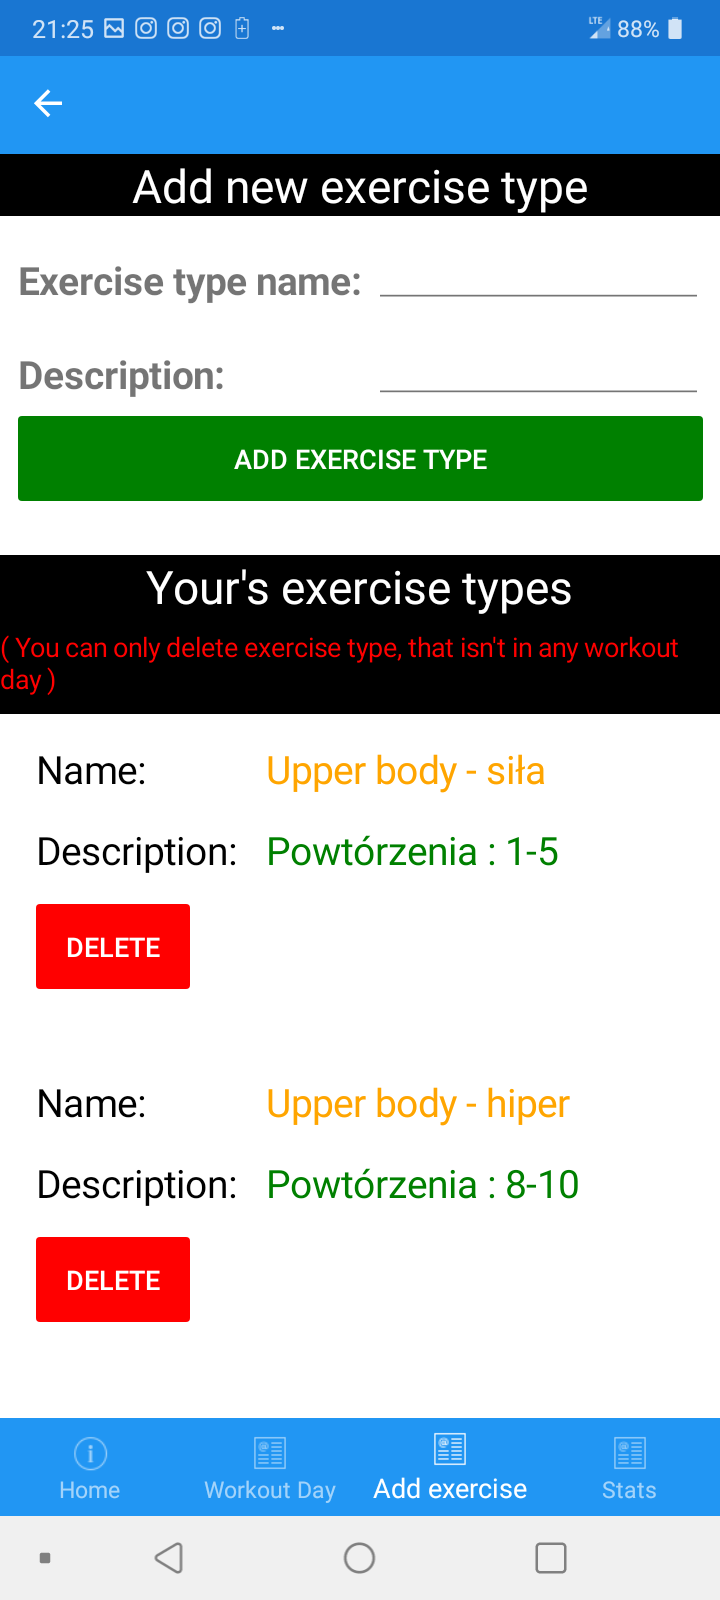 21:25
LTE 88%
Add new exercise type
Exercise type name:
Description:
ADD EXERCISE TYPE
Your's exercise types
( You can only delete exercise type, that isn't in any workout
day )
Name: Upper body - siła
Description: Powtórzenia : 1-5
DELETE
Name: Upper body - hiper
Description: Powtórzenia : 8-10
DELETE
Home Workout Day Add exercise Stats